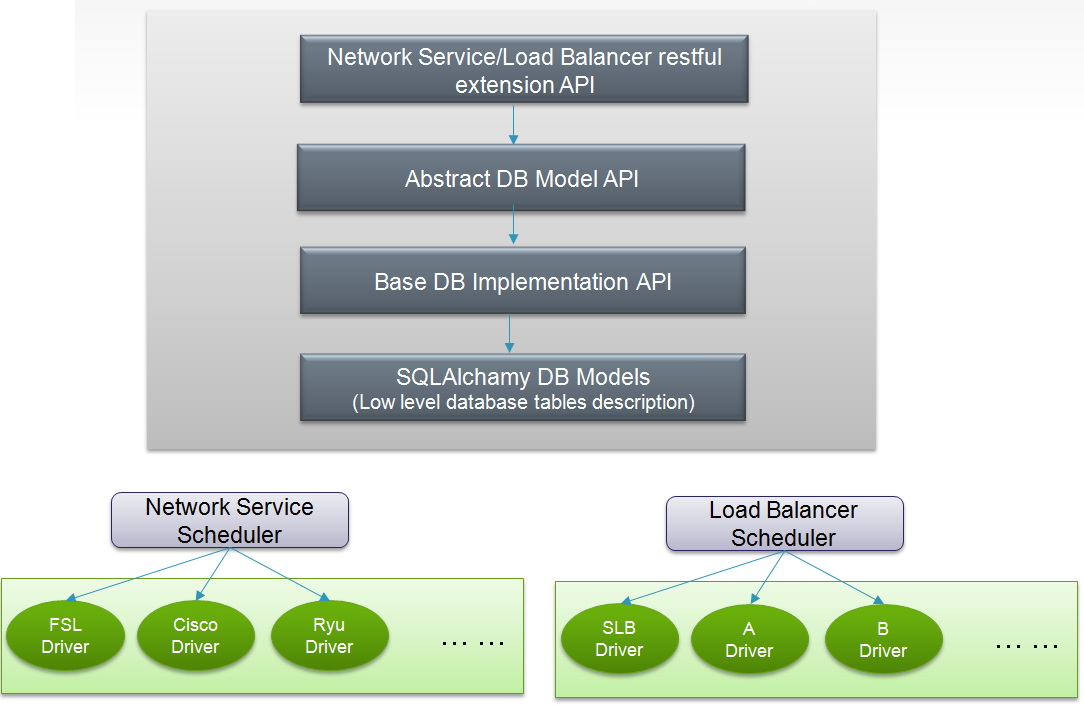 Network Service/Load Balancer restful
extension API
Abstract DB Model API
Base DB Implementation API
SQLAlchamy DB Models
(Low level database tables description)
Network Service
Scheduler
FSL
Driver
Cisco
Driver
Ryu
Driver
... ...
Load Balancer
Scheduler
SLB
Driver
A
Driver
B
Driver
... ...